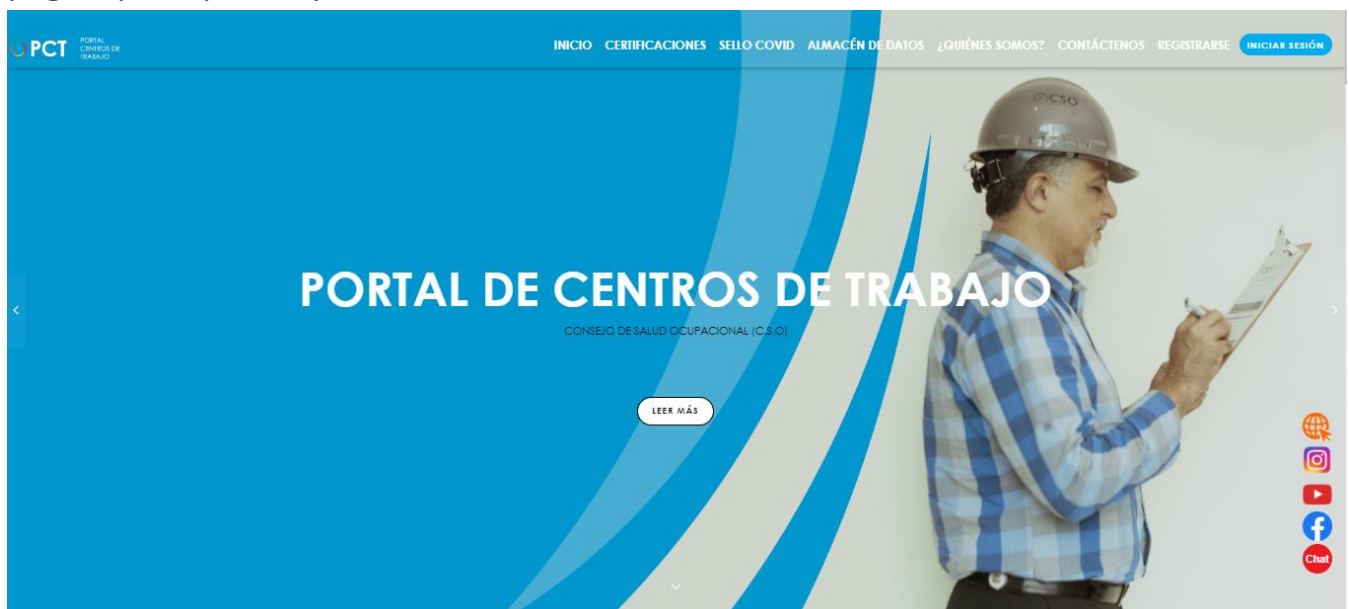 PCT
PORTAL
CENTROS DE
TRABAJO
INICIO CERTIFICACIONES SELLO COVID ALMACÉN DE DATOS ¿QUIÉNES SOMOS? CONTÁCTENOS REGISTRARSE INICIAR SESIÓN
CSO
PORTAL DE CENTROS DE TRABAJO
CONSEJO DE SALUD OCUPACIONAL (C.S.O)
LEER MÁS
Chat